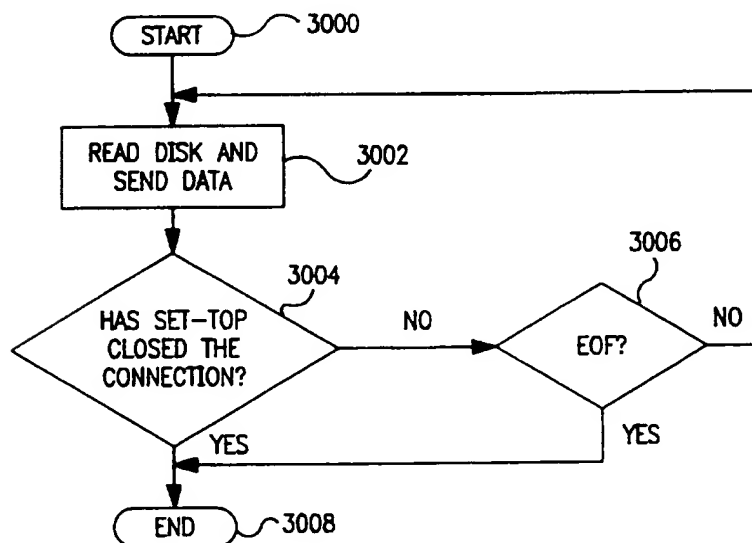 START
3000
READ DISK AND
SEND DATA
3002
HAS SET-TOP
CLOSED THE
CONNECTION?
3004
NO
EOF?
3006
NO
YES
YES
END
3008